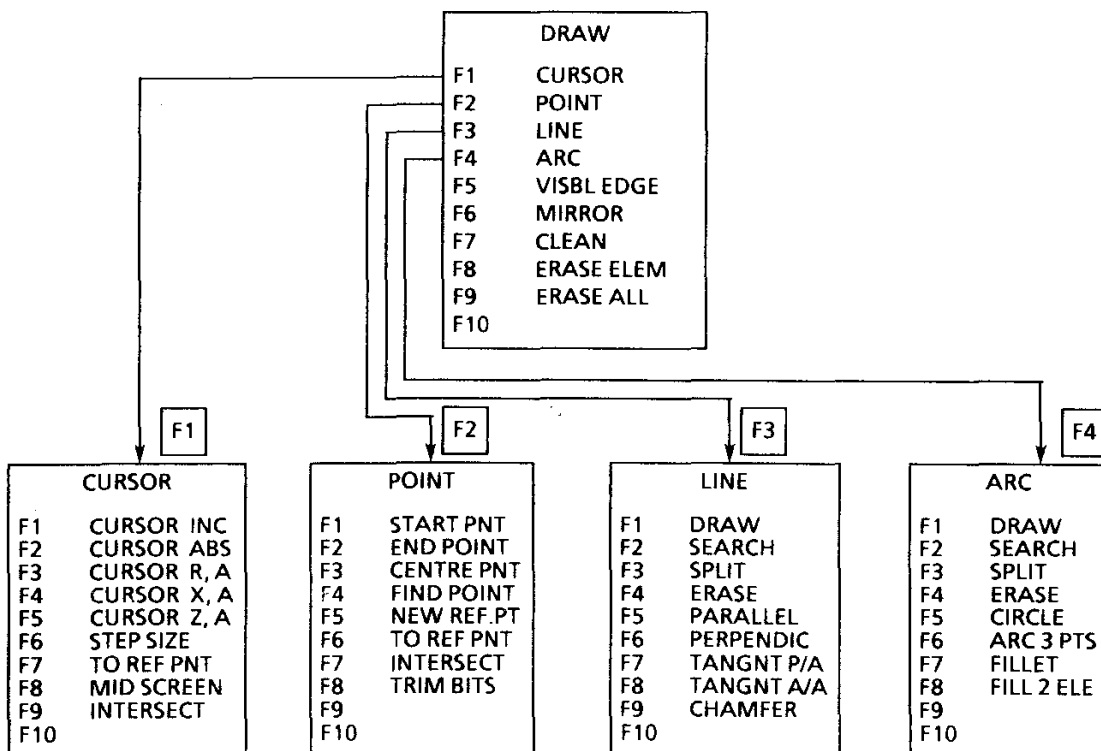 DRAW
F1 CURSOR
F2 POINT
F3 LINE
F4 ARC
F5 VISBL EDGE
F6 MIRROR
F7 CLEAN
F8 ERASE ELEM
F9 ERASE ALL
F10
F1
F2
F3
F4
CURSOR
F1 CURSOR INC
F2 CURSOR ABS
F3 CURSOR R, A
F4 CURSOR X, A
F5 CURSOR Z, A
F6 STEP SIZE
F7 TO REF PNT
F8 MID SCREEN
F9 INTERSECT
F10
POINT
F1 START PNT
F2 END POINT
F3 CENTRE PNT
F4 FIND POINT
F5 NEW REF.PT
F6 TO REF PNT
F7 INTERSECT
F8 TRIM BITS
F9
F10
LINE
F1 DRAW
F2 SEARCH
F3 SPLIT
F4 ERASE
F5 PARALLEL
F6 PERPENDIC
F7 TANGNT P/A
F8 TANGNT A/A
F9 CHAMFER
F10
ARC
F1 DRAW
F2 SEARCH
F3 SPLIT
F4 ERASE
F5 CIRCLE
F6 ARC 3 PTS
F7 FILLET
F8 FILL 2 ELE
F9
F10